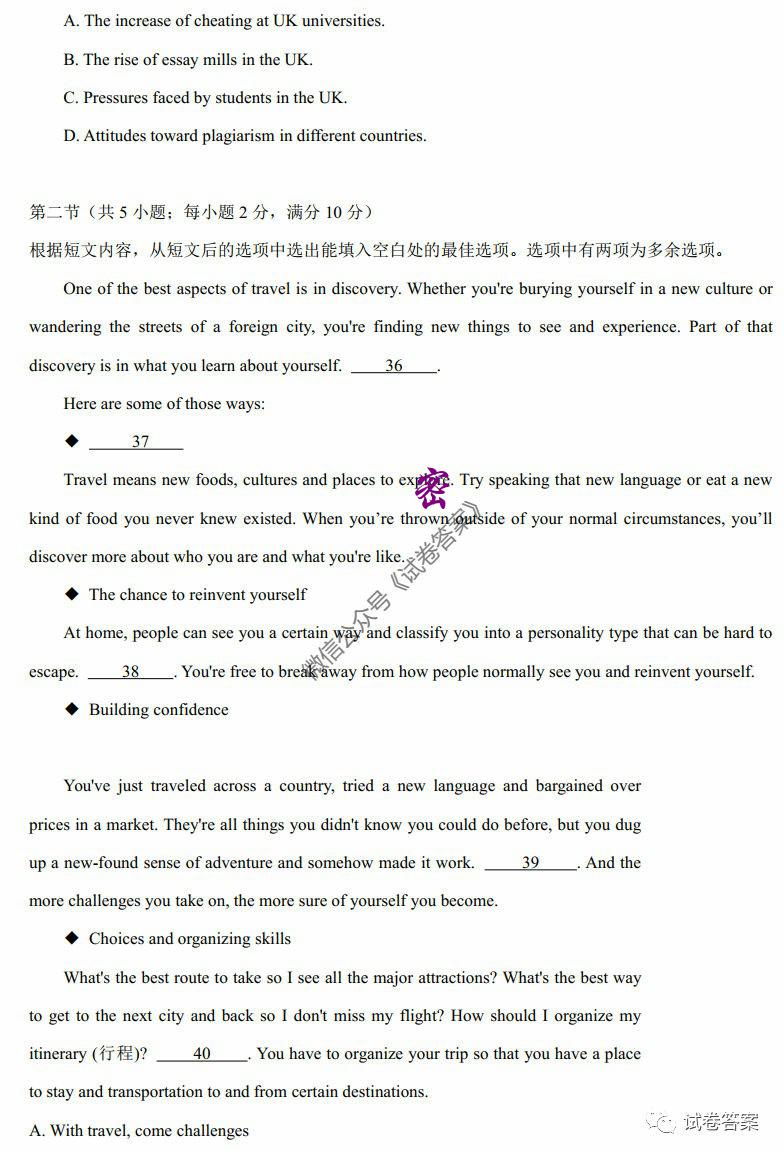 A. The increase of cheating at UK universities.
B. The rise of essay mills in the UK.
C. Pressures faced by students in the UK.
D. Attitudes toward plagiarism in different countries.
第二节（共 5 小题；每小题 2 分，满分 10 分）
根据短文内容，从短文后的选项中选出能填入空白处的最佳选项。选项中有两项为多余选项。
One of the best aspects of travel is in discovery. Whether you're burying yourself in a new culture or
wandering the streets of a foreign city, you're finding new things to see and experience. Part of that
discovery is in what you learn about yourself. 36 .
Here are some of those ways:
◆ 37
Travel means new foods, cultures and places to explore. Try speaking that new language or eat a new
kind of food you never knew existed. When you’re thrown outside of your normal circumstances, you’ll
discover more about who you are and what you're like.
◆ The chance to reinvent yourself
At home, people can see you a certain way and classify you into a personality type that can be hard to
escape. 38 . You're free to break away from how people normally see you and reinvent yourself.
◆ Building confidence
You've just traveled across a country, tried a new language and bargained over
prices in a market. They're all things you didn't know you could do before, but you dug
up a new-found sense of adventure and somehow made it work. 39 . And the
more challenges you take on, the more sure of yourself you become.
◆ Choices and organizing skills
What's the best route to take so I see all the major attractions? What's the best way
to get to the next city and back so I don't miss my flight? How should I organize my
itinerary (行程)? 40 . You have to organize your trip so that you have a place
to stay and transportation to and from certain destinations.
A. With travel, come challenges
密
微信公众号《试卷答案》
试卷答案